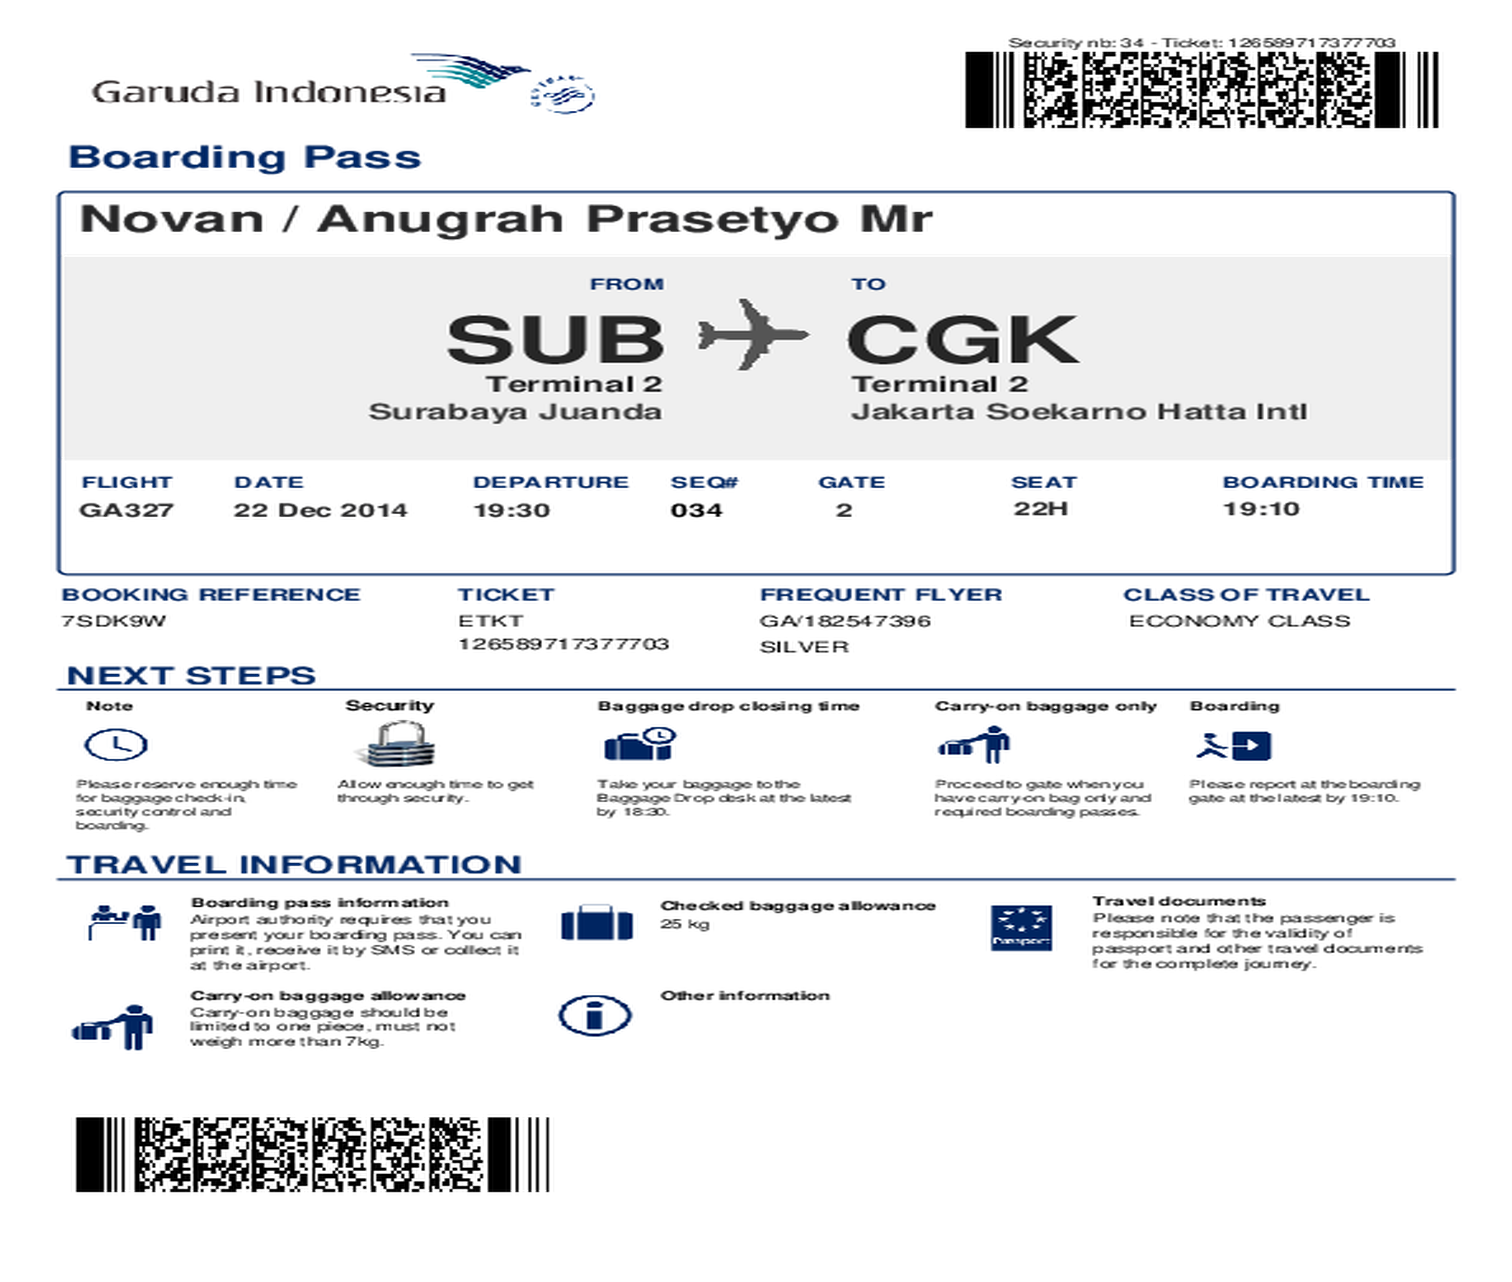 Security nb: 34 - Ticket: 126589717377703
Garuda Indonesia
Boarding Pass
Novan / Anugrah Prasetyo Mr
FROM TO
SUB CGK
Terminal 2 Terminal 2
Surabaya Juanda Jakarta Soekarno Hatta Intl
FLIGHT DATE DEPARTURE SEQ# GATE SEAT BOARDING TIME
GA327 22 Dec 2014 19:30 034 2 22H 19:10
BOOKING REFERENCE TICKET FREQUENT FLYER CLASS OF TRAVEL
7SDK9W ETKT GA/182547396 ECONOMY CLASS
126589717377703 SILVER
NEXT STEPS
Note
Please reserve enough time
for baggage check-in,
security control and
boarding.
Security
Allow enough time to get
through security.
Baggage drop closing time
Take your baggage to the
Baggage Drop desk at the latest
by 18:30.
Carry-on baggage only
Proceed to gate when you
have carry-on bag only and
required boarding passes.
Boarding
Please report at the boarding
gate at the latest by 19:10.
TRAVEL INFORMATION
Boarding pass information
Airport authority requires that you
present your boarding pass. You can
print it, receive it by SMS or collect it
at the airport.
Checked baggage allowance
25 kg
Passport
Travel documents
Please note that the passenger is
responsible for the validity of
passport and other travel documents
for the complete journey.
Carry-on baggage allowance
Carry-on baggage should be
limited to one piece, must not
weigh more than 7kg.
Other information